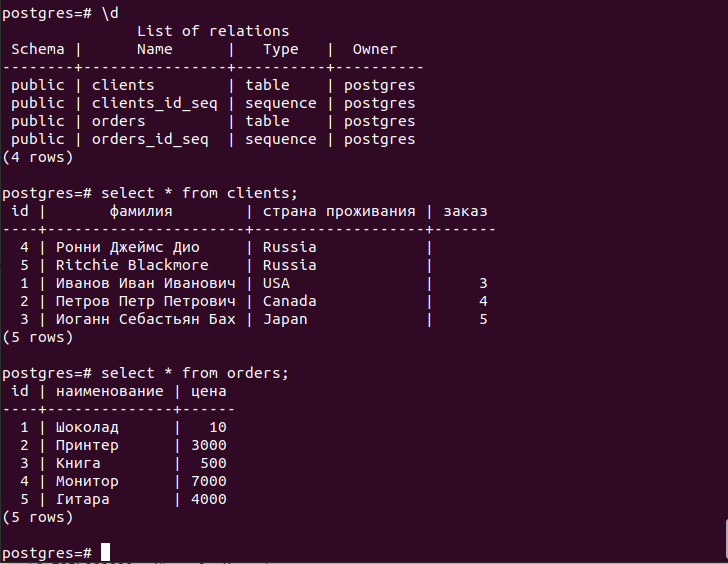 postgres=# \d
List of relations
Schema | Name | Type | Owner
--------+----------------+----------+----------
public | clients | table | postgres
public | clients_id_seq | sequence | postgres
public | orders | table | postgres
public | orders_id_seq | sequence | postgres
(4 rows)
postgres=# select * from clients;
id | фамилия | страна проживания | заказ
----+----------------------+-------------------+-------
4 | Ронни Джеймс Дио | Russia |
5 | Ritchie Blackmore | Russia |
1 | Иванов Иван Иванович | USA | 3
2 | Петров Петр Петрович | Canada | 4
3 | Иоганн Себастьян Бах | Japan | 5
(5 rows)
postgres=# select * from orders;
id | наименование | цена
----+--------------+------
1 | Шоколад | 10
2 | Принтер | 3000
3 | Книга | 500
4 | Монитор | 7000
5 | Гитара | 4000
(5 rows)
postgres=#